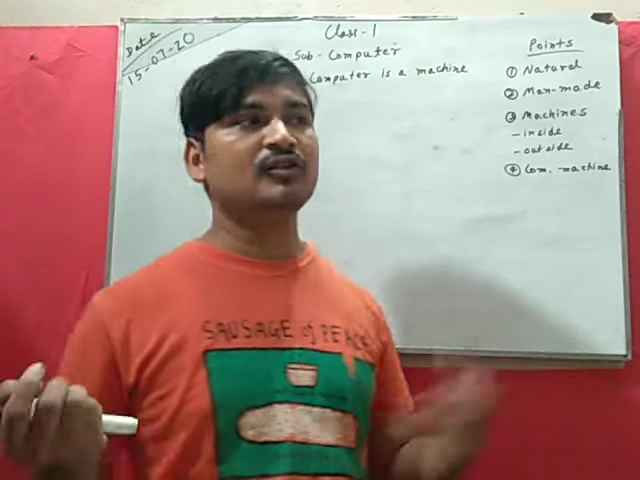 Date
15-07-20
Class-1
Sub- Computer
Computer is a machine
Points
① Natural
② Man-made
③ Machines
- inside
- outside
④ Com. machine
SAUSAGE of PEACE